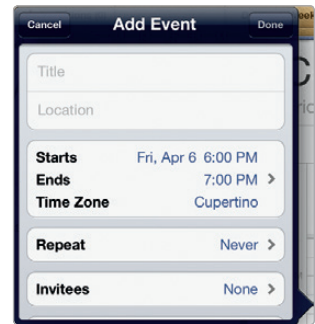 Cancel Add Event Done
Title
Location
Starts Fri, Apr 6 6:00 PM
Ends 7:00 PM
Time Zone Cupertino
Repeat Never
Invitees None